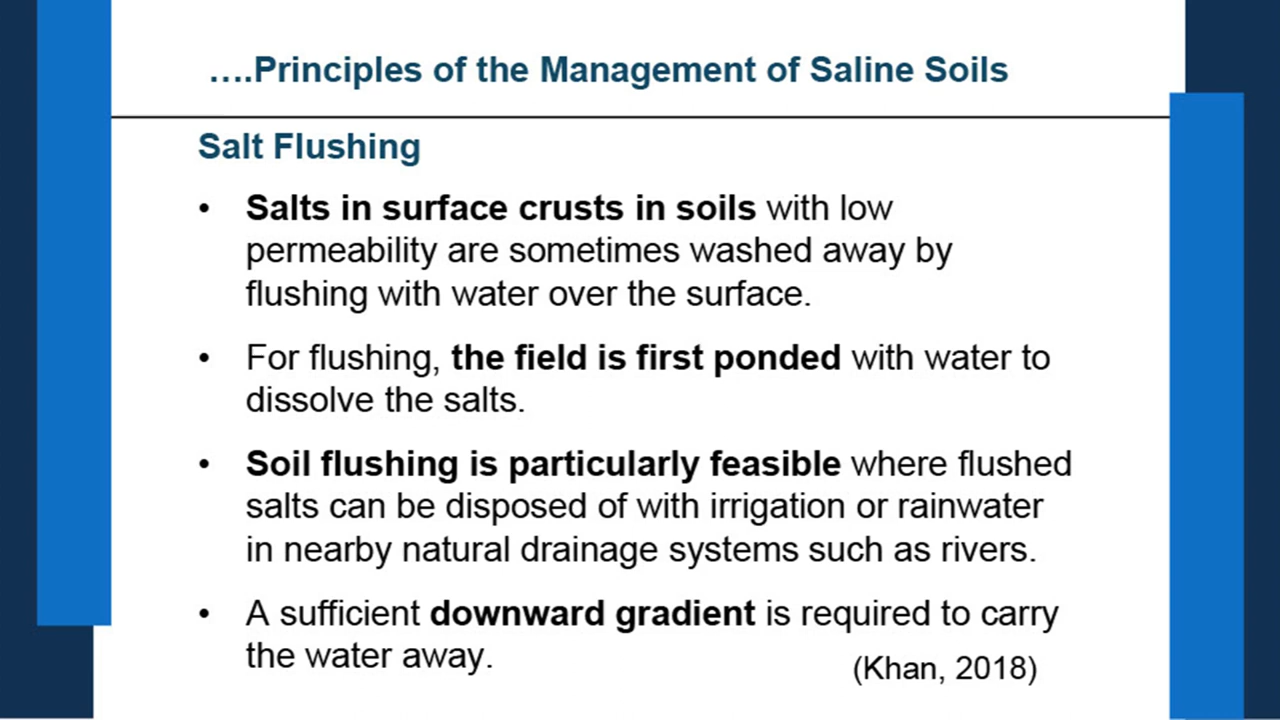 ….Principles of the Management of Saline Soils
Salt Flushing
• Salts in surface crusts in soils with low
permeability are sometimes washed away by
flushing with water over the surface.
• For flushing, the field is first ponded with water to
dissolve the salts.
• Soil flushing is particularly feasible where flushed
salts can be disposed of with irrigation or rainwater
in nearby natural drainage systems such as rivers.
• A sufficient downward gradient is required to carry
the water away.
(Khan, 2018)